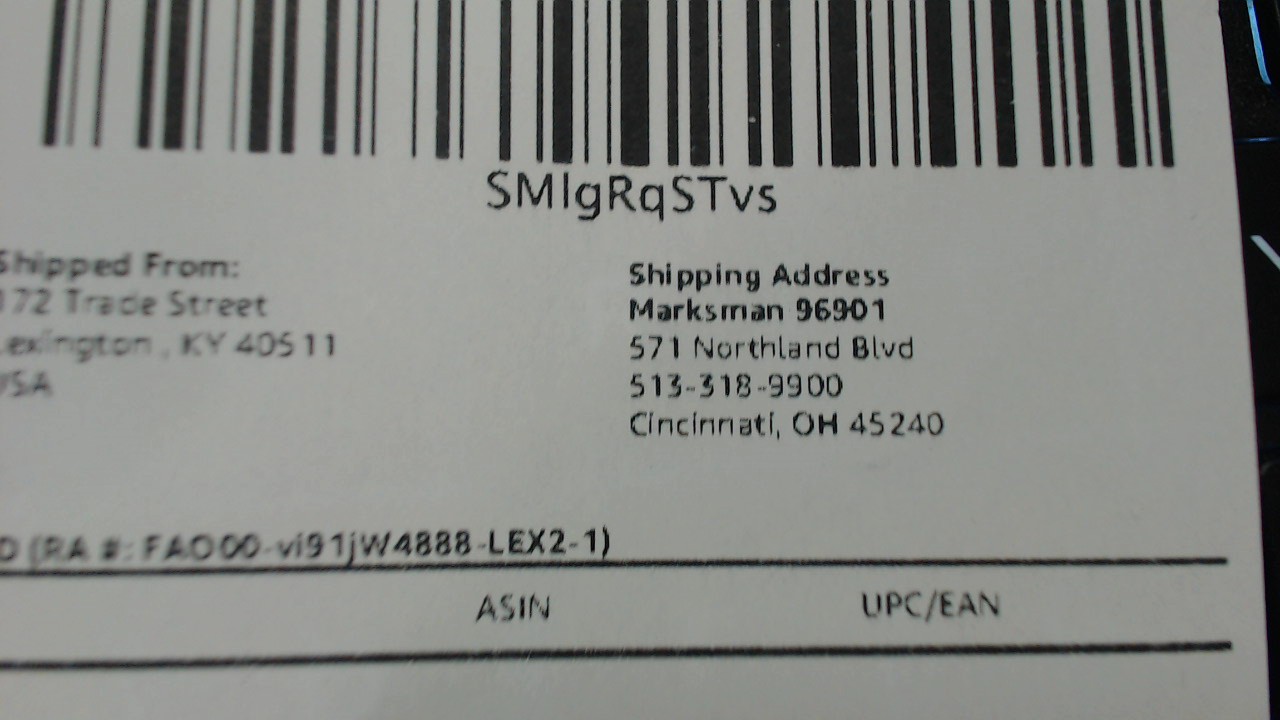 SMlgRqSTvs
Shipped From:
172 Trade Street
Lexington, KY 40511
USA
Shipping Address
Marksman 96901
571 Northland Blvd
513-318-9900
Cincinnati, OH 45240
D (RA #: FAO00-vi91jW4888-LEX2-1)
ASIN UPC/EAN